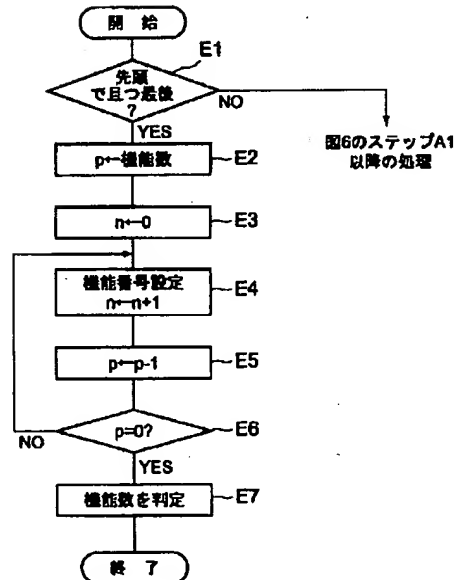 開 始
E1
先頭
で且つ最後
?
NO
YES
図6のステップA1
以降の処理
p←機能数
E2
n←0
E3
機能番号設定
n←n+1
E4
p←p-1
E5
p=0?
E6
NO
YES
機能数を判定
E7
終 了